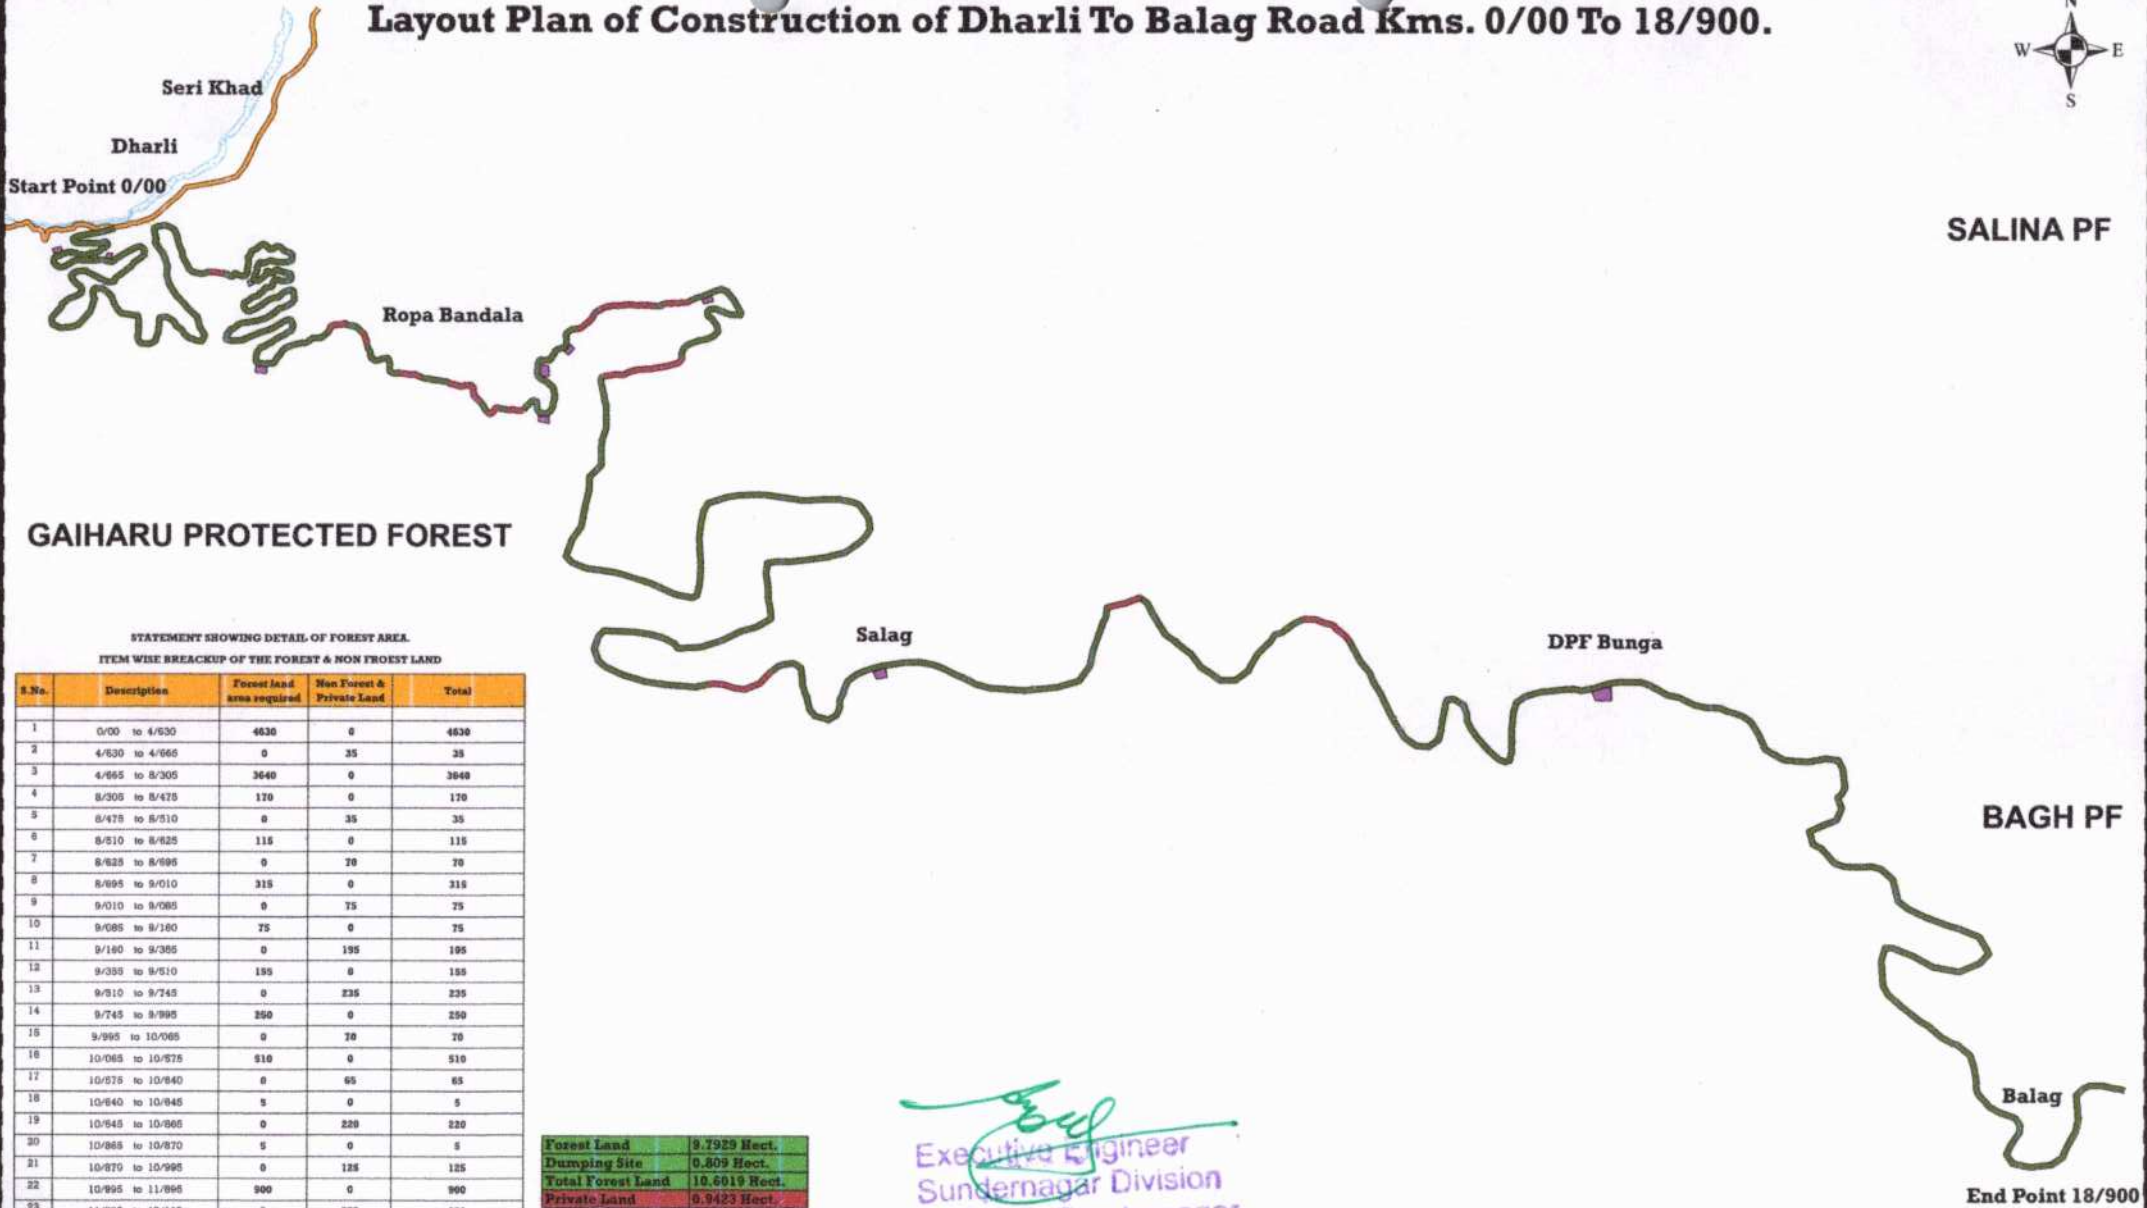 Layout Plan of Construction of Dharli To Balag Road Kms. 0/00 To 18/900.
N
W E
S
Seri Khad
Dharli
Start Point 0/00
SALINA PF
Ropa Bandala
GAIHARU PROTECTED FOREST
Salag
DPF Bunga
BAGH PF
Balag
End Point 18/900
STATEMENT SHOWING DETAIL OF FOREST AREA.
ITEM WISE BREACKUP OF THE FOREST & NON FROEST LAND
S.No. Description Forest land area required Non Forest & Private Land Total
1 0/00 to 4/630 4630 0 4630
2 4/630 to 4/665 0 35 35
3 4/665 to 8/305 3640 0 3640
4 8/305 to 8/475 170 0 170
5 8/475 to 8/510 0 35 35
6 8/510 to 8/625 115 0 115
7 8/625 to 8/695 0 70 70
8 8/695 to 9/010 315 0 315
9 9/010 to 9/085 0 75 75
10 9/085 to 9/160 75 0 75
11 9/160 to 9/355 0 195 195
12 9/355 to 9/510 155 0 155
13 9/510 to 9/745 0 235 235
14 9/745 to 9/995 250 0 250
15 9/995 to 10/065 0 70 70
16 10/065 to 10/575 510 0 510
17 10/575 to 10/640 0 65 65
18 10/640 to 10/645 5 0 5
19 10/645 to 10/865 0 220 220
20 10/865 to 10/870 5 0 5
21 10/870 to 10/995 0 125 125
22 10/995 to 11/895 900 0 900
Forest Land 9.7929 Hect.
Dumping Site 0.809 Hect.
Total Forest Land 10.6019 Hect.
Private Land 0.9423 Hect.
Executive Engineer
Sundernagar Division